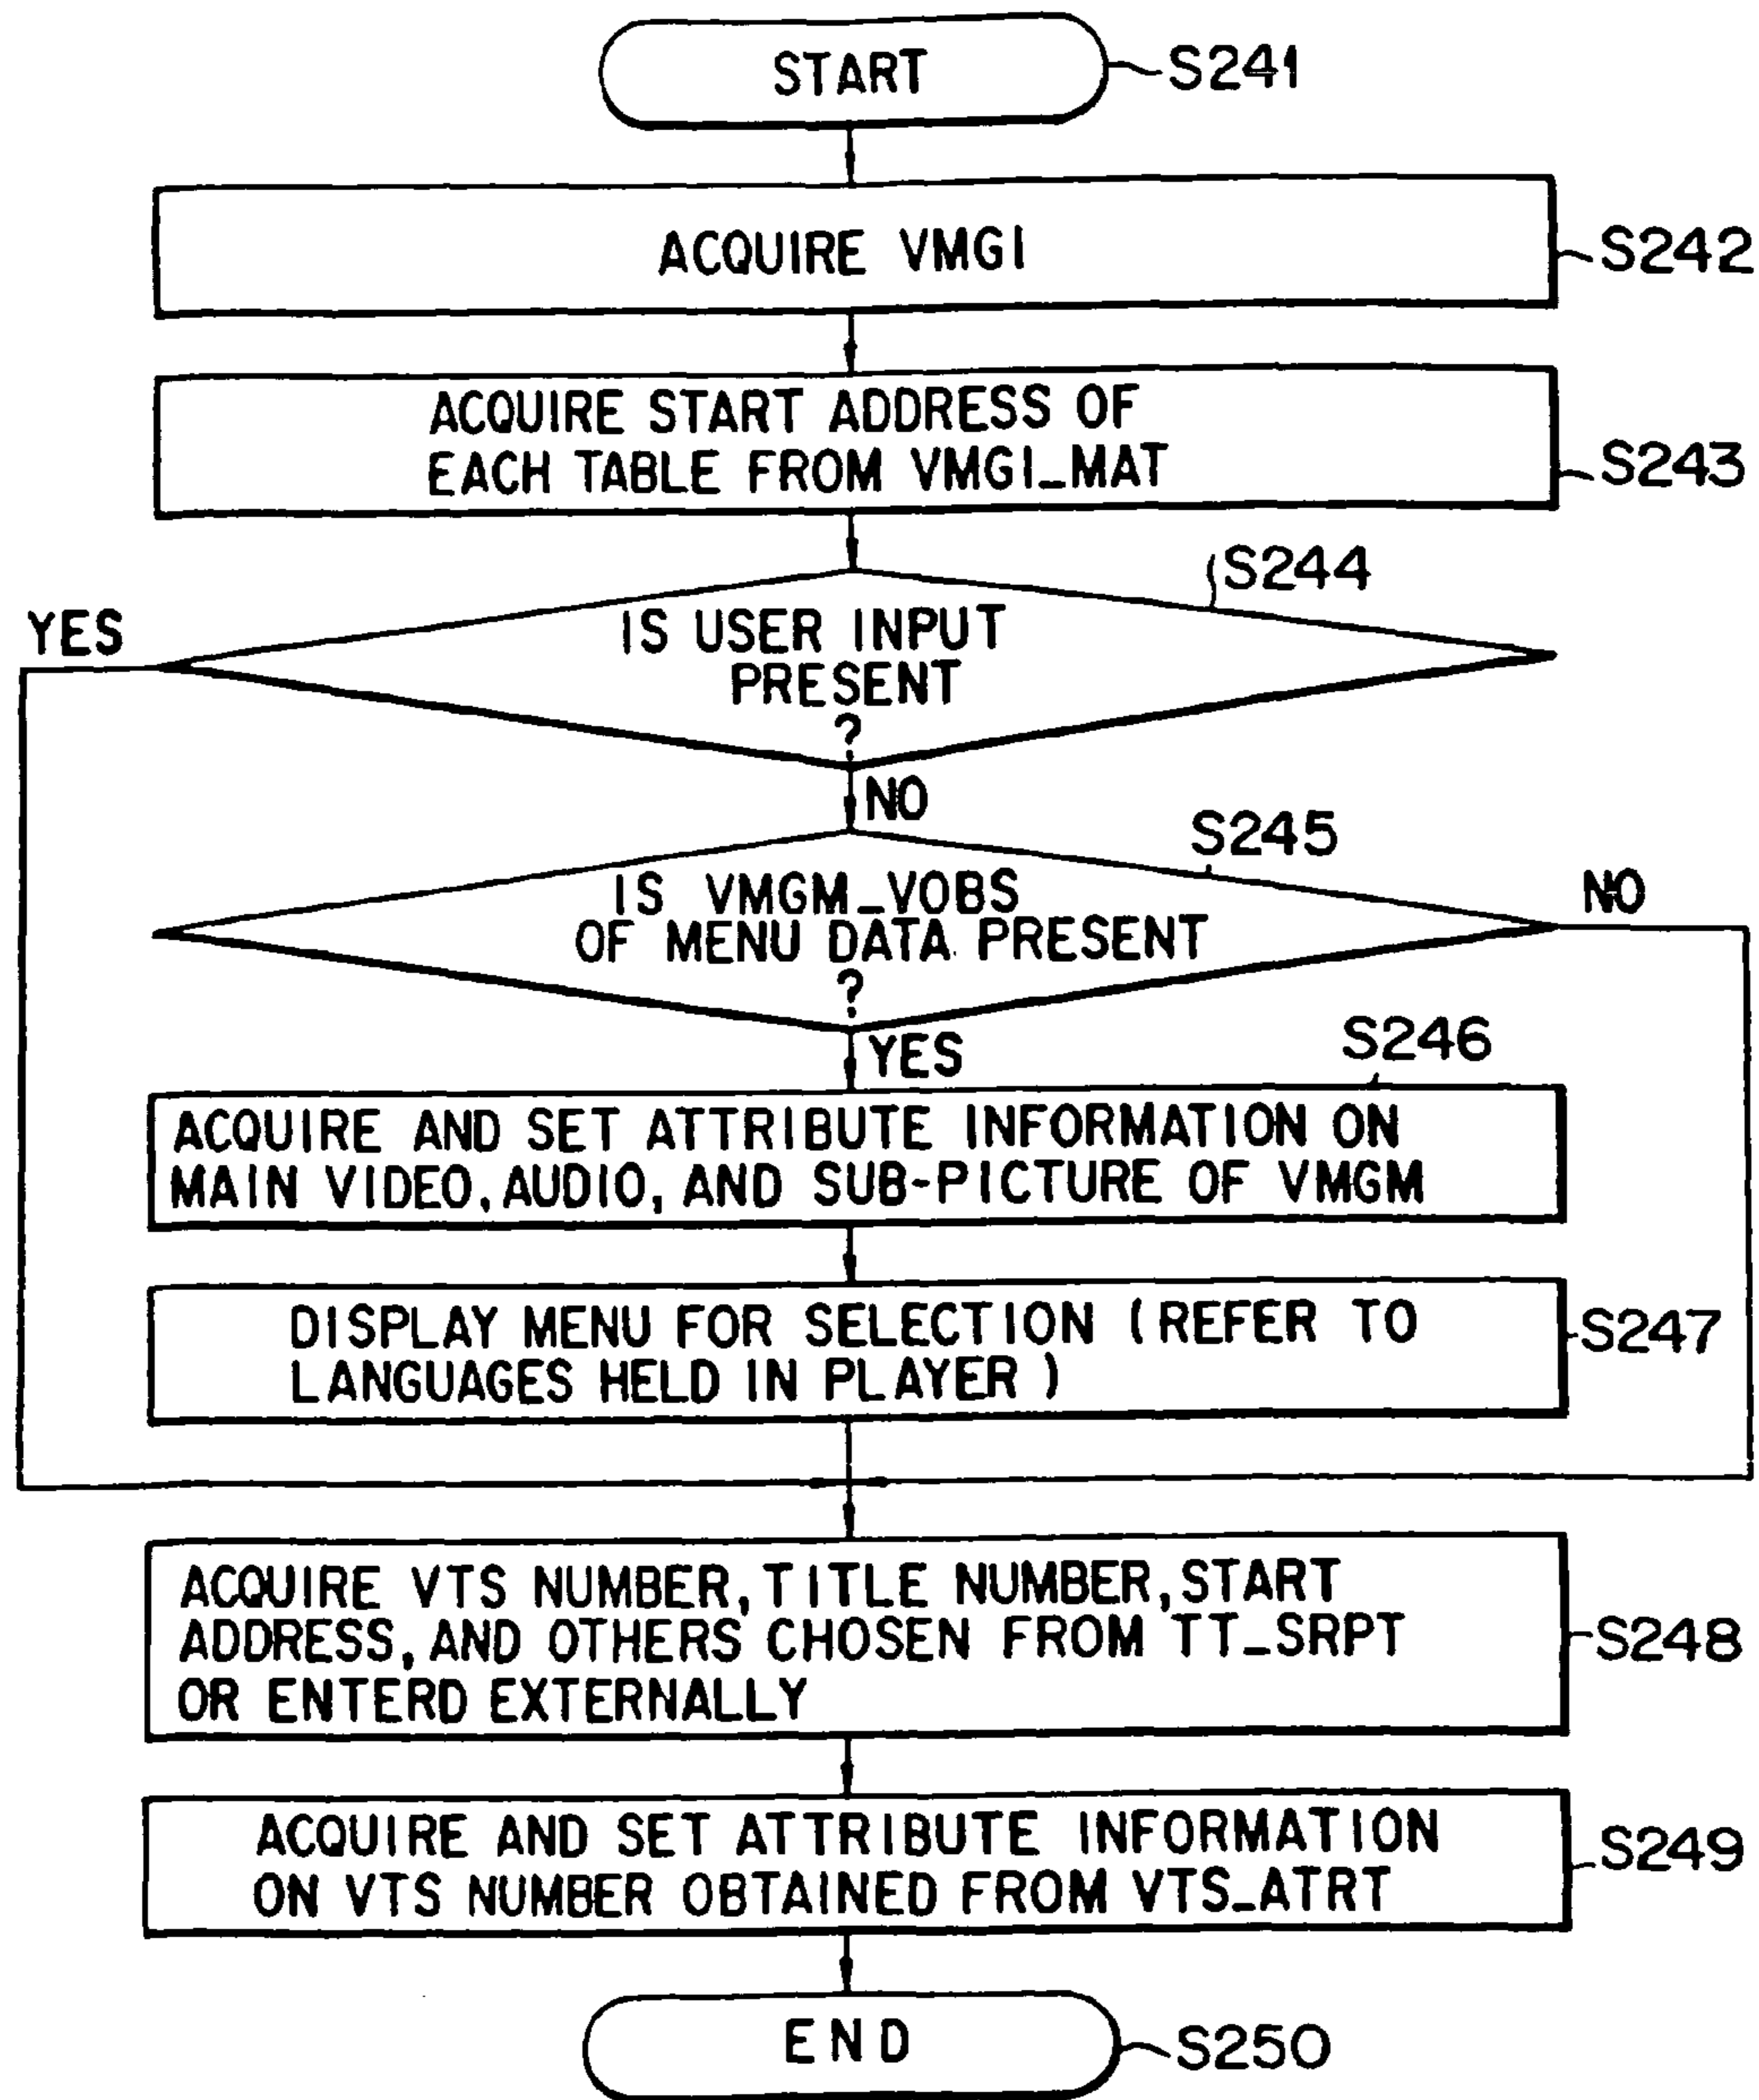 START
S241
ACQUIRE VMGI
S242
ACQUIRE START ADDRESS OF
EACH TABLE FROM VMGI_MAT
S243
S244
YES
IS USER INPUT
PRESENT
?
NO
S245
IS VMGM_VOBS
OF MENU DATA PRESENT
?
NO
YES
S246
ACQUIRE AND SET ATTRIBUTE INFORMATION ON
MAIN VIDEO, AUDIO, AND SUB-PICTURE OF VMGM
DISPLAY MENU FOR SELECTION (REFER TO
LANGUAGES HELD IN PLAYER)
S247
ACQUIRE VTS NUMBER, TITLE NUMBER, START
ADDRESS, AND OTHERS CHOSEN FROM TT_SRPT
OR ENTERD EXTERNALLY
S248
ACQUIRE AND SET ATTRIBUTE INFORMATION
ON VTS NUMBER OBTAINED FROM VTS_ATRT
S249
END
S250